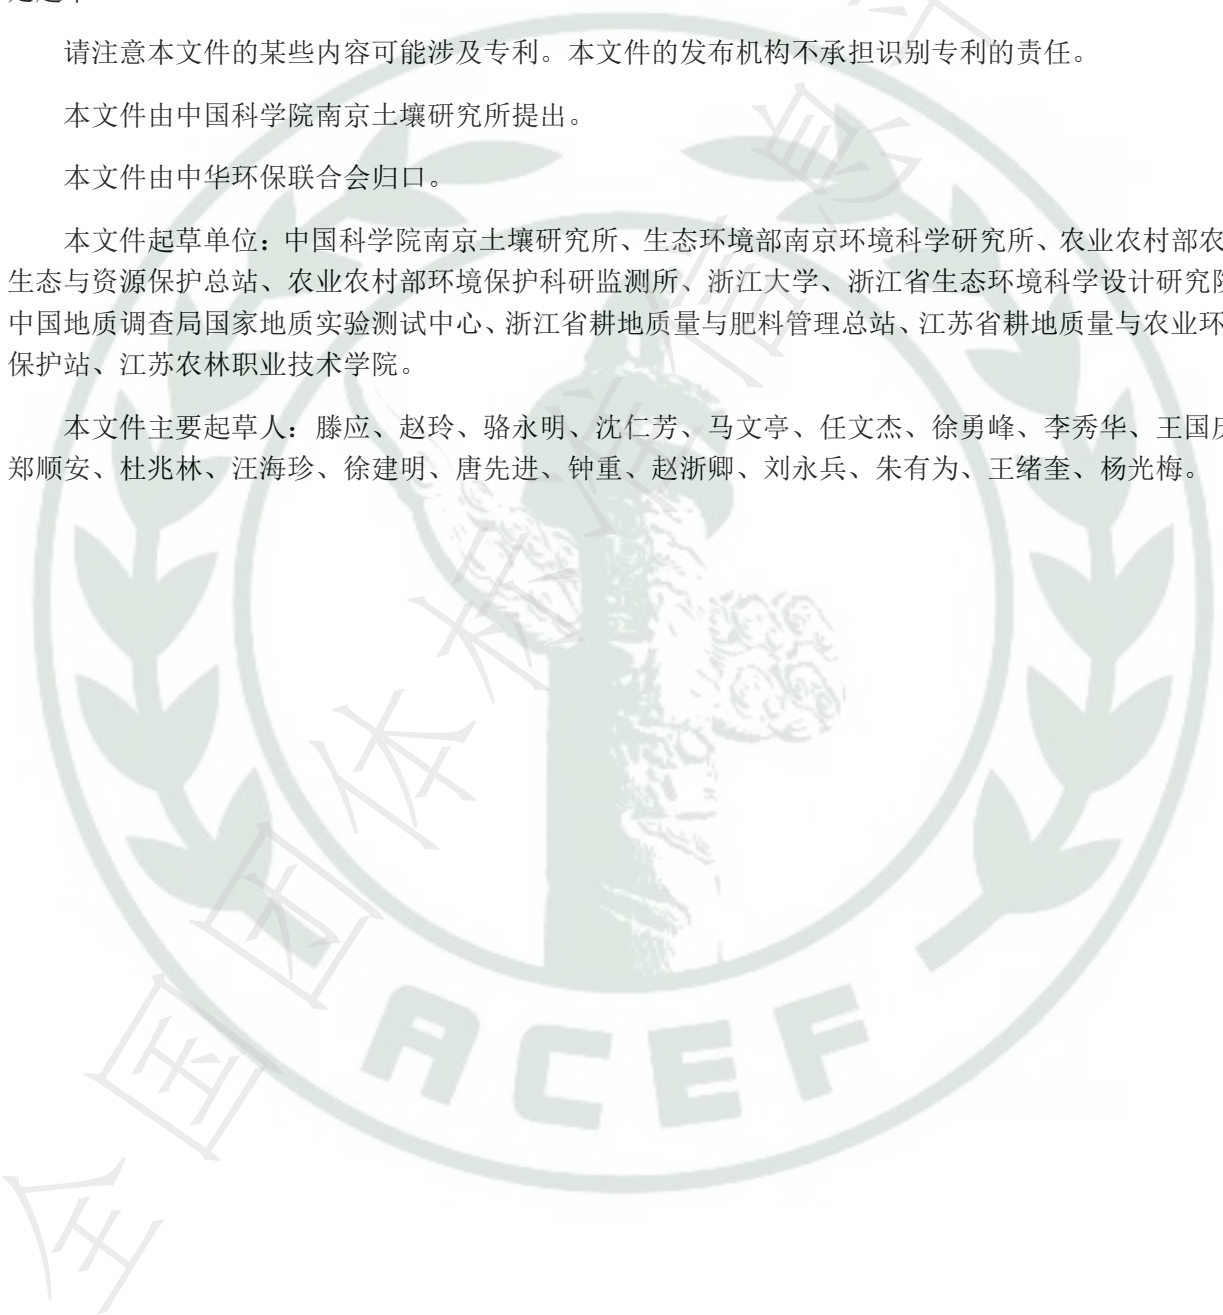 请注意本文件的某些内容可能涉及专利。本文件的发布机构不承担识别专利的责任。
本文件由中国科学院南京土壤研究所提出。
本文件由中华环保联合会归口。
本文件起草单位：中国科学院南京土壤研究所、生态环境部南京环境科学研究所、农业农村部农
生态与资源保护总站、农业农村部环境保护科研监测所、浙江大学、浙江省生态环境科学设计研究院
中国地质调查局国家地质实验测试中心、浙江省耕地质量与肥料管理总站、江苏省耕地质量与农业环
保护站、江苏农林职业技术学院。
本文件主要起草人：滕应、赵玲、骆永明、沈仁芳、马文亭、任文杰、徐勇峰、李秀华、王国庆
郑顺安、杜兆林、汪海珍、徐建明、唐先进、钟重、赵浙卿、刘永兵、朱有为、王绪奎、杨光梅。
全国团体标准信息
ACEF